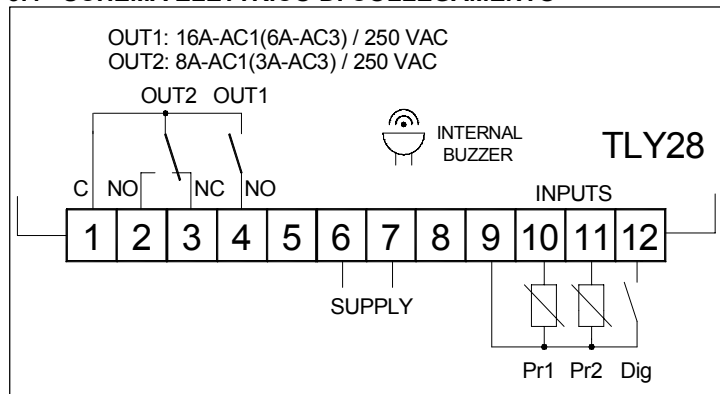 OUT1: 16A-AC1(6A-AC3) / 250 VAC
OUT2: 8A-AC1(3A-AC3) / 250 VAC
OUT2 OUT1
INTERNAL
BUZZER
TLY28
C NO NC NO
INPUTS
1 2 3 4 5 6 7 8 9 10 11 12
SUPPLY
Pr1 Pr2 Dig